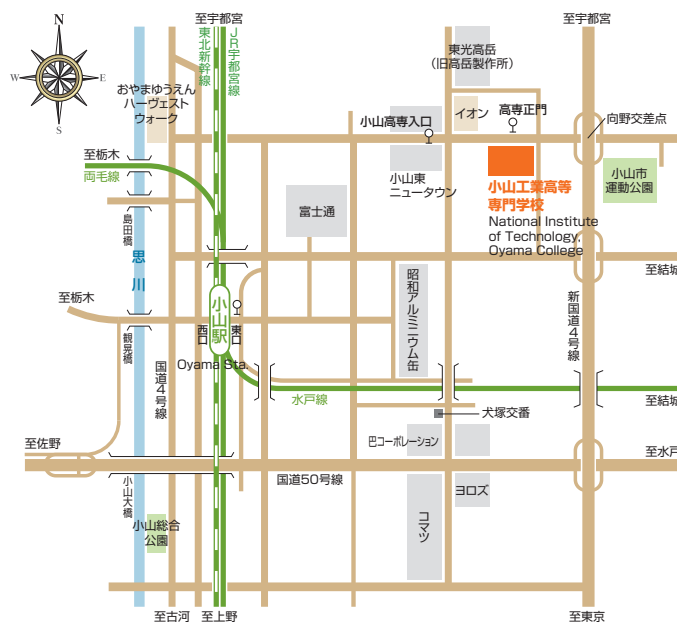 N
W
E
S
至宇都宮
東北新幹線
JR宇都宮線
至宇都宮
東光高岳
(旧高岳製作所)
おやまゆうえん
ハーヴェスト
ウォーク
小山高専入口
イオン
高専正門
向野交差点
至栃木
両毛線
小山東
ニュータウン
小山工業高等
専門学校
National Institute
of Technology,
Oyama College
小山市
運動公園
富士通
島田橋
思川
至結城
昭和アルミニウム缶
至栃木
小山駅
西口
東口
新国道4号線
観晃橋
国道4号線
Oyama Sta.
水戸線
至結城
犬塚交番
至佐野
巴コーポレーション
至水戸
国道50号線
小山大橋
ヨロズ
コマツ
小山総合
公園
至古河
至上野
至東京